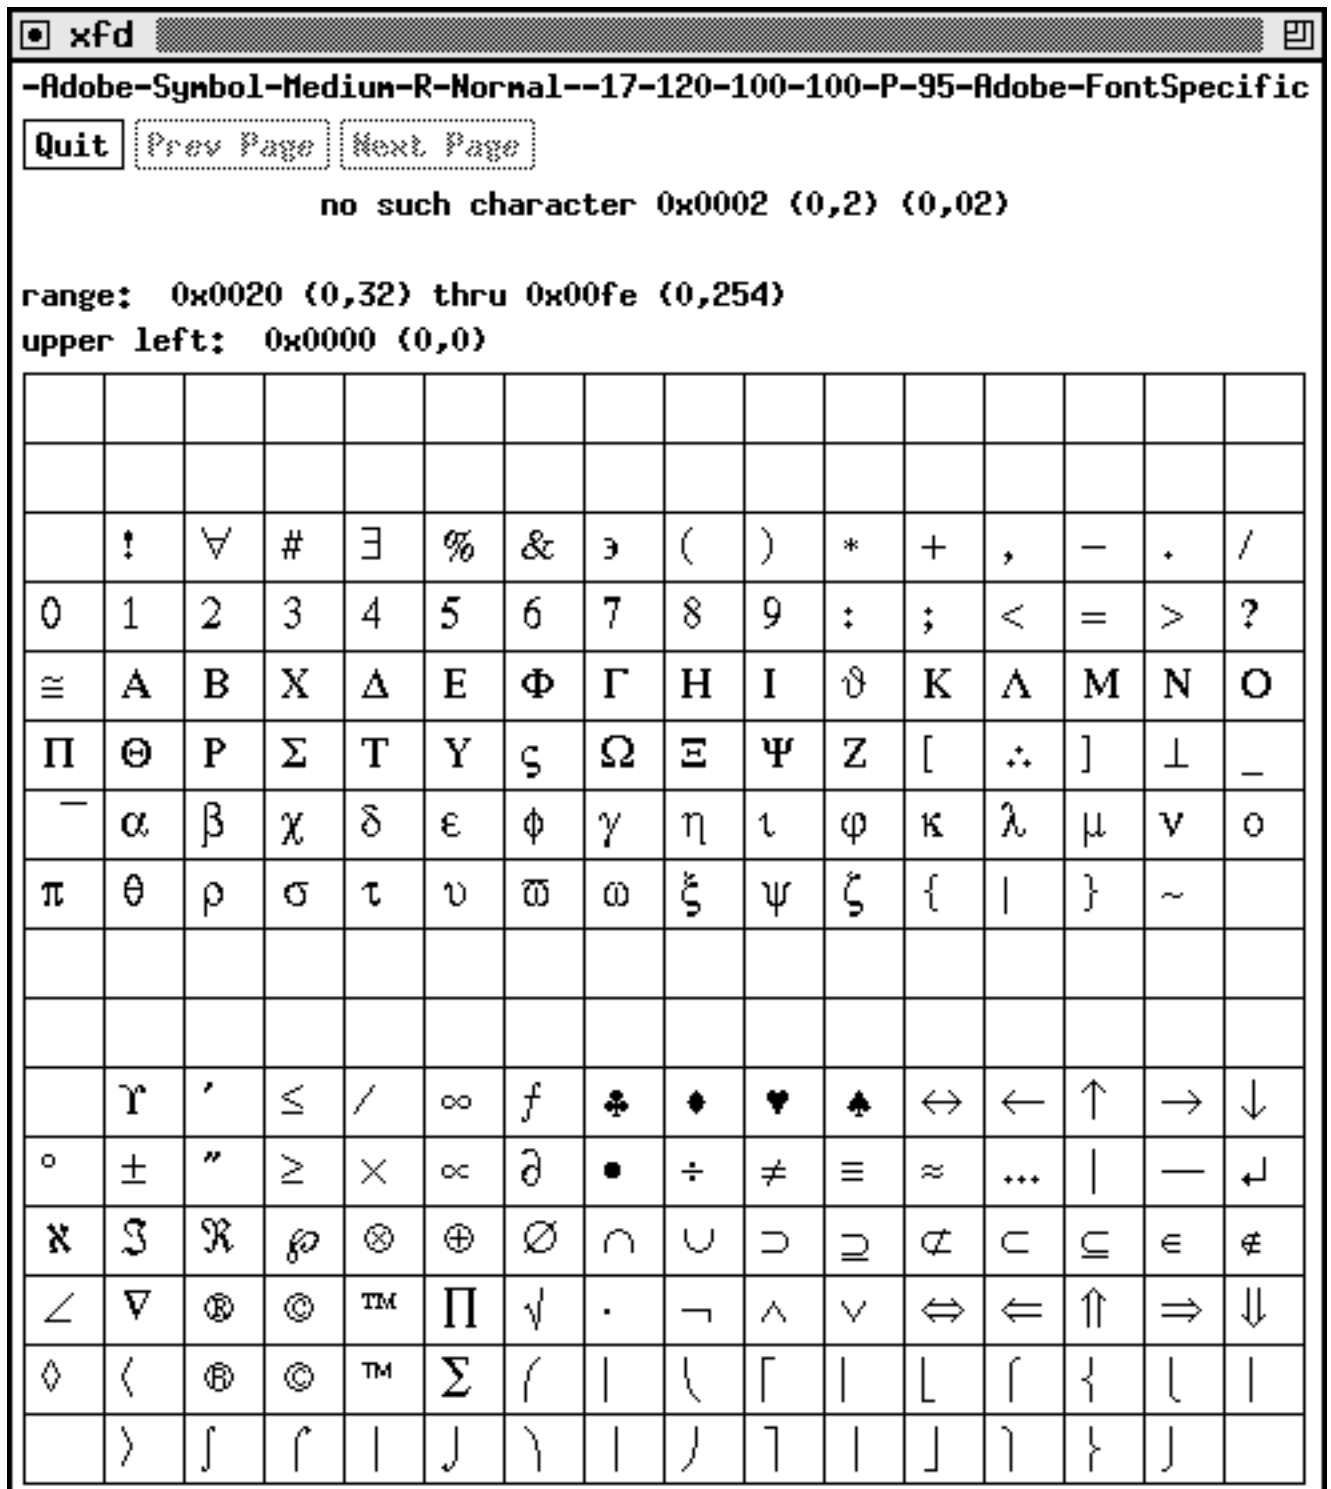 xfd
-Adobe-Symbol-Medium-R-Normal--17-120-100-100-P-95-Adobe-FontSpecific
Quit Prev Page Next Page
no such character 0x0002 (0,2) (0,02)
range: 0x0020 (0,32) thru 0x00fe (0,254)
upper left: 0x0000 (0,0)
! ∀ # ∃ % & ϶ ( ) * + , − . /
0 1 2 3 4 5 6 7 8 9 : ; < = > ?
≅ Α Β Χ Δ Ε Φ Γ Η Ι ϑ Κ Λ Μ Ν Ο
Π Θ Ρ Σ Τ Υ ς Ω Ξ Ψ Ζ [ ∴ ] ⊥ _
‾ α β χ δ ε ϕ γ η ι φ κ λ μ ν ο
π θ ρ σ τ υ ϖ ω ξ ψ ζ { | } ~
ϒ ′ ≤ ⁄ ∞ ƒ ♣ ♦ ♥ ♠ ↔ ← ↑ → ↓
° ± ″ ≥ × ∝ ∂ • ÷ ≠ ≡ ≈ … | — ↵
ℵ ℑ ℜ ℘ ⊗ ⊕ ∅ ∩ ∪ ⊃ ⊇ ⊄ ⊂ ⊆ ∈ ∉
∠ ∇ ® © ™ ∏ √ ⋅ ¬ ∧ ∨ ⇔ ⇐ ⇑ ⇒ ⇓
◊ 〈 ® © ™ ∑ ⎛ ⎜ ⎝ ⎡ ⎢ ⎣ ⎧ ⎨ ⎩ ⎪
〉 ∫ ⌠ ⎮ ⌡ ⎞ ⎟ ⎠ ⎤ ⎥ ⎦ ⎫ ⎬ ⎭